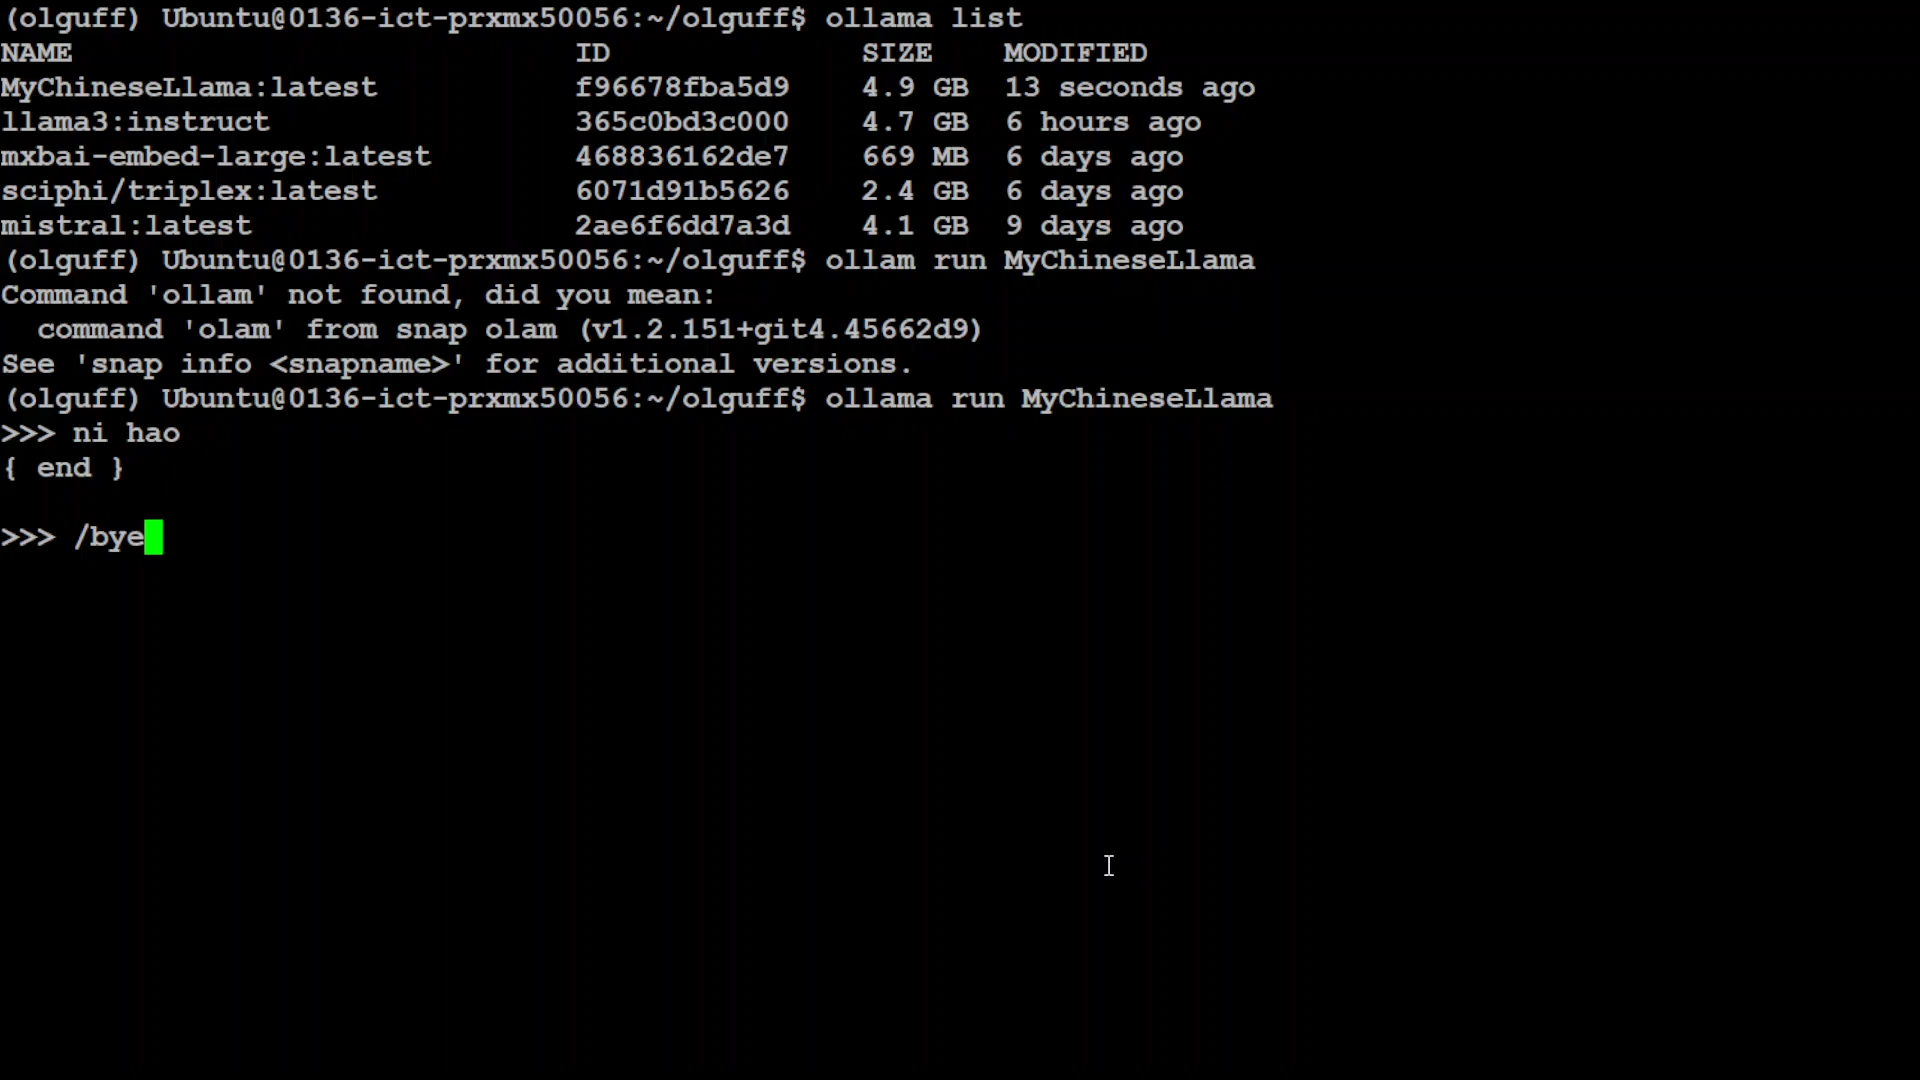 (olguff) Ubuntu@0136-ict-prxmx50056:~/olguff$ ollama list
NAME ID SIZE MODIFIED
MyChineseLlama:latest f96678fba5d9 4.9 GB 13 seconds ago
llama3:instruct 365c0bd3c000 4.7 GB 6 hours ago
mxbai-embed-large:latest 468836162de7 669 MB 6 days ago
sciphi/triplex:latest 6071d91b5626 2.4 GB 6 days ago
mistral:latest 2ae6f6dd7a3d 4.1 GB 9 days ago
(olguff) Ubuntu@0136-ict-prxmx50056:~/olguff$ ollam run MyChineseLlama
Command 'ollam' not found, did you mean:
command 'olam' from snap olam (v1.2.151+git4.45662d9)
See 'snap info <snapname>' for additional versions.
(olguff) Ubuntu@0136-ict-prxmx50056:~/olguff$ ollama run MyChineseLlama
>>> ni hao
{ end }
>>> /bye